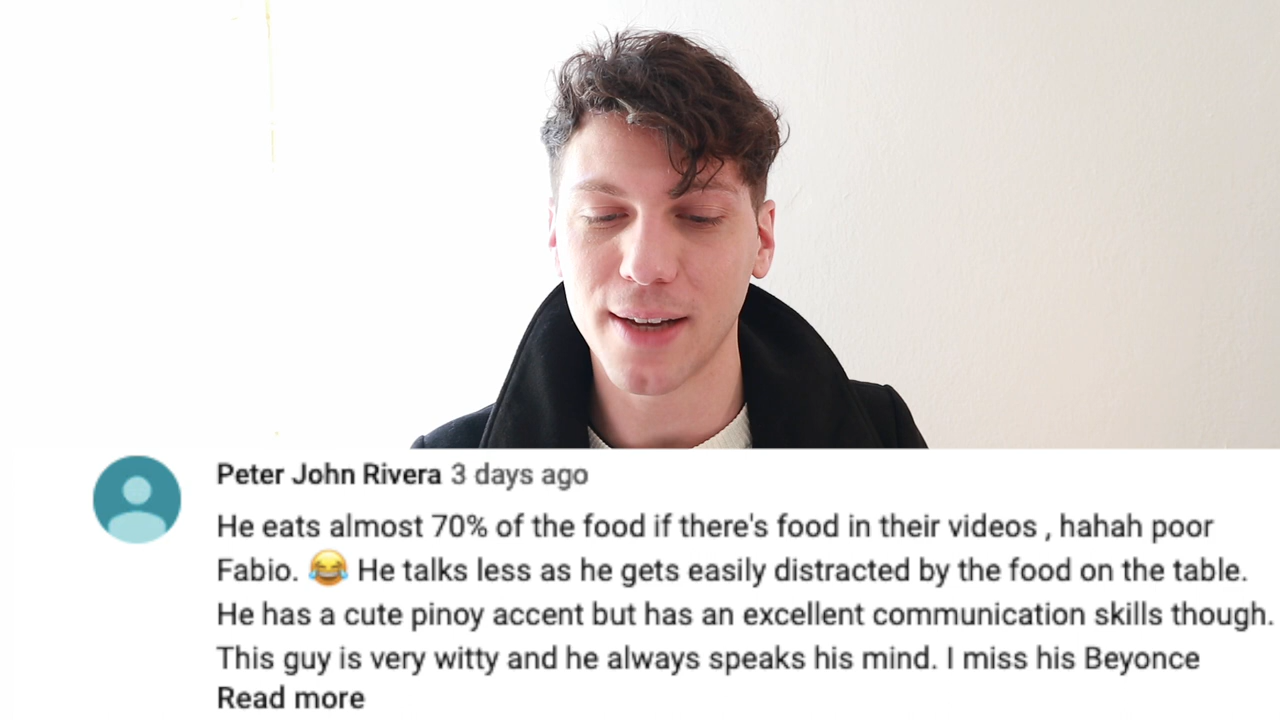 Peter John Rivera 3 days ago
He eats almost 70% of the food if there's food in their videos , hahah poor
Fabio. 😂 He talks less as he gets easily distracted by the food on the table.
He has a cute pinoy accent but has an excellent communication skills though.
This guy is very witty and he always speaks his mind. I miss his Beyonce
Read more